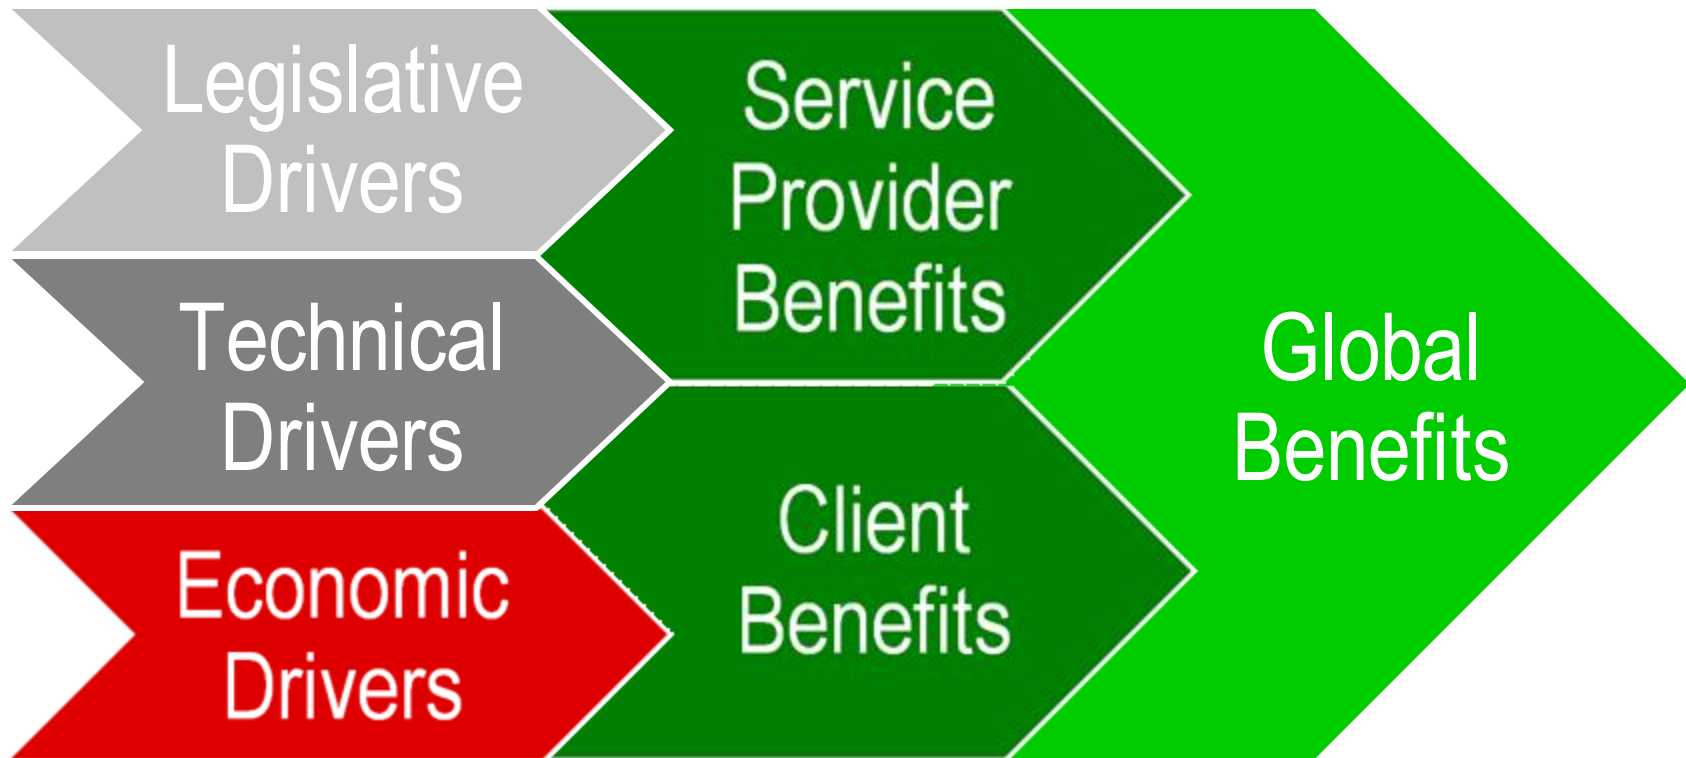 Legislative
Drivers
Technical
Drivers
Economic
Drivers
Service
Provider
Benefits
Client
Benefits
Global
Benefits